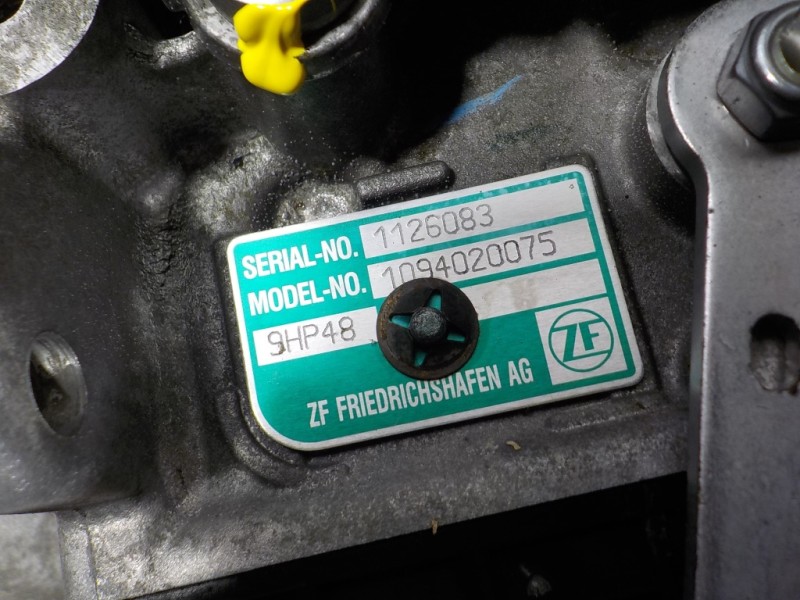 SERIAL-NO. 1126083
MODEL-NO. 1094020075
9HP48
ZF FRIEDRICHSHAFEN AG
ZF